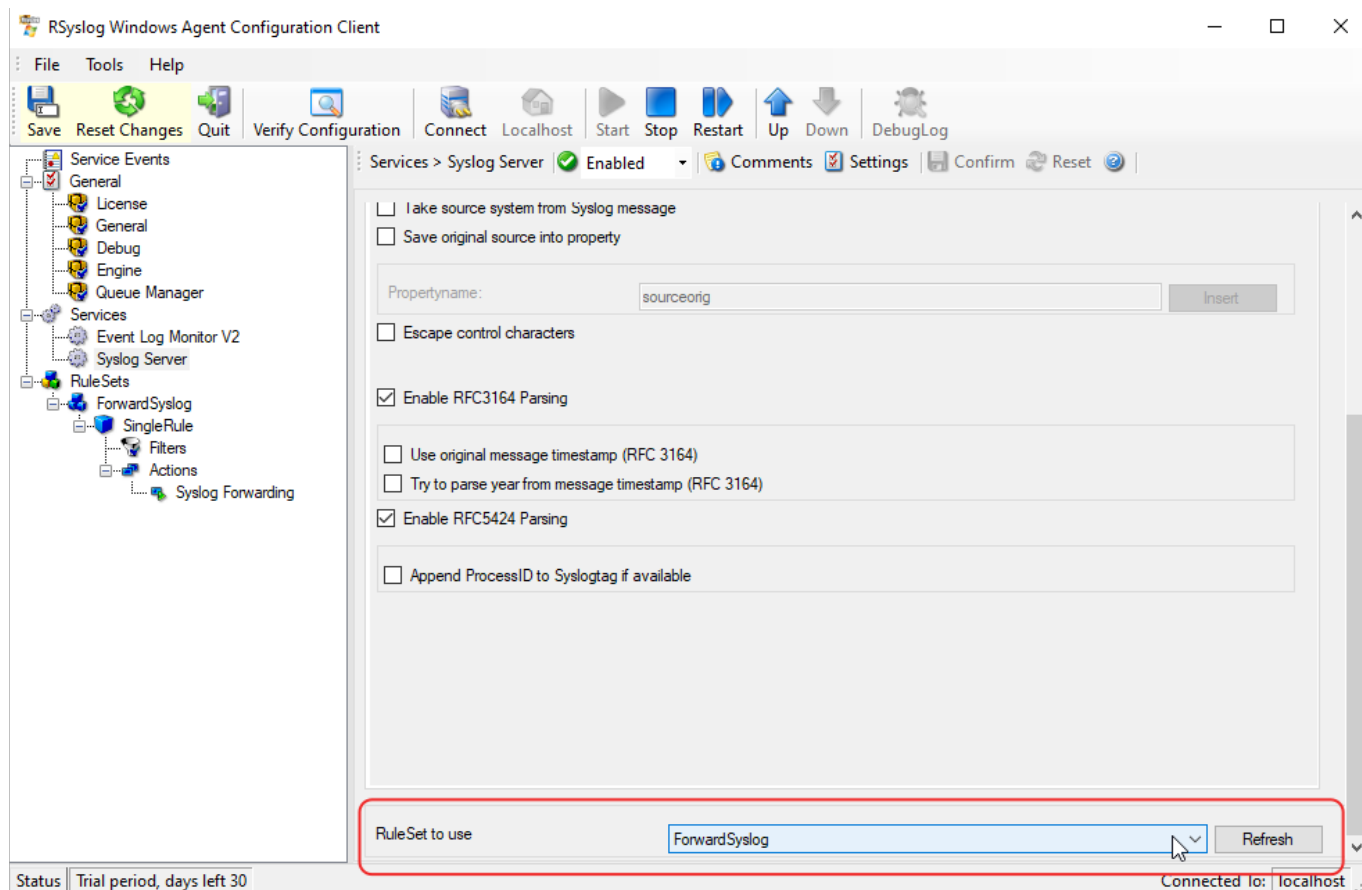 RSyslog Windows Agent Configuration Client
File Tools Help
Save Reset Changes Quit Verify Configuration Connect Localhost Start Stop Restart Up Down DebugLog
Service Events
General
License
General
Debug
Engine
Queue Manager
Services
Event Log Monitor V2
Syslog Server
RuleSets
ForwardSyslog
SingleRule
Filters
Actions
Syslog Forwarding
Services > Syslog Server Enabled Comments Settings Confirm Reset
Take source system from Syslog message
Save original source into property
Propertyname: sourceorig Insert
Escape control characters
Enable RFC3164 Parsing
Use original message timestamp (RFC 3164)
Try to parse year from message timestamp (RFC 3164)
Enable RFC5424 Parsing
Append ProcessID to Syslogtag if available
RuleSet to use ForwardSyslog Refresh
Status Trial period, days left 30 Connected To: localhost